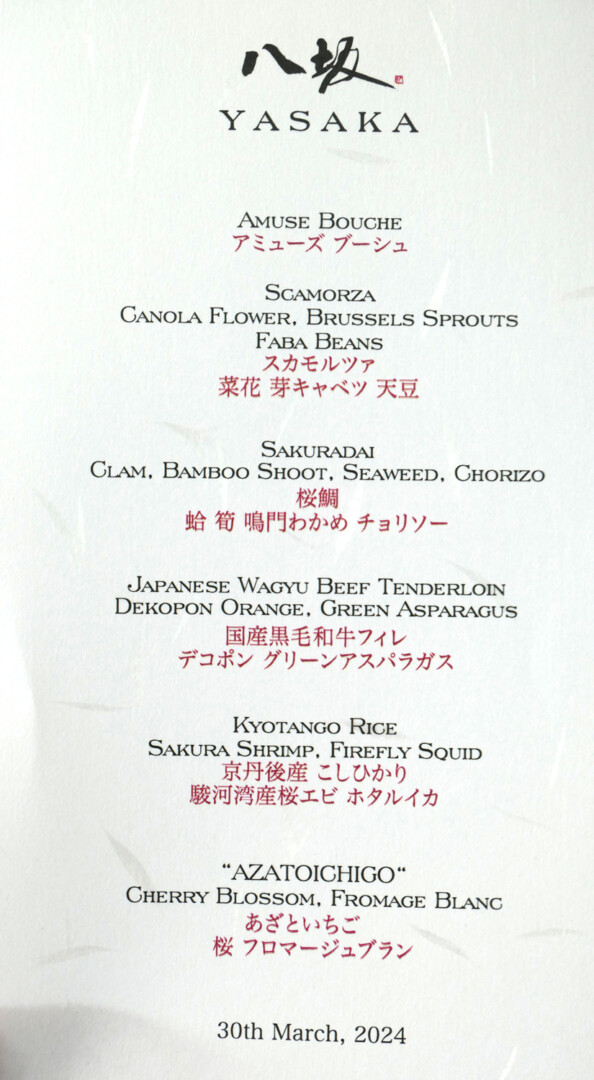 八坂
YASAKA
AMUSE BOUCHE
アミューズ ブーシュ
SCAMORZA
CANOLA FLOWER, BRUSSELS SPROUTS
FABA BEANS
スカモルツァ
菜花 芽キャベツ 天豆
SAKURADAI
CLAM, BAMBOO SHOOT, SEAWEED, CHORIZO
桜鯛
蛤 筍 鳴門わかめ チョリソー
JAPANESE WAGYU BEEF TENDERLOIN
DEKOPON ORANGE, GREEN ASPARAGUS
国産黒毛和牛フィレ
デコポン グリーンアスパラガス
KYOTANGO RICE
SAKURA SHRIMP, FIREFLY SQUID
京丹後産 こしひかり
駿河湾産桜エビ ホタルイカ
“AZATOICHIGO“
CHERRY BLOSSOM, FROMAGE BLANC
あざといちご
桜 フロマージュブラン
30th March, 2024